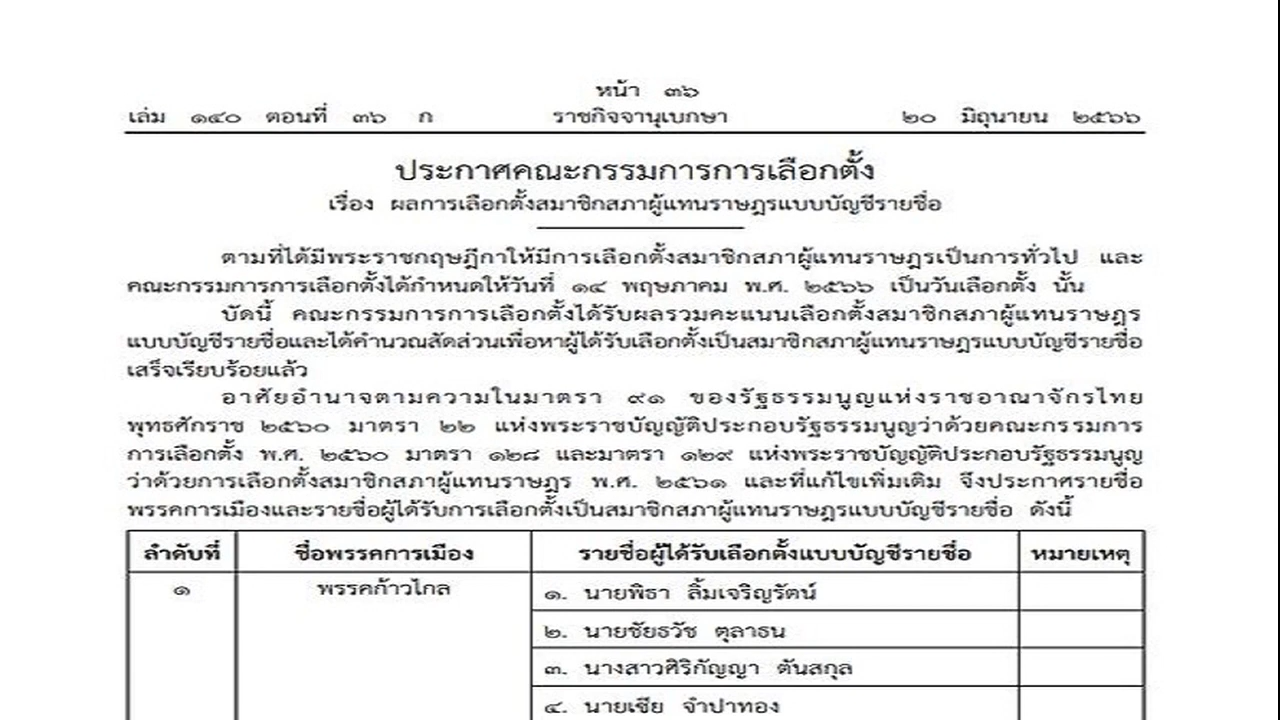 หน้า ๓๖
เล่ม ๑๔๐ ตอนที่ ๓๖ ก ราชกิจจานุเบกษา ๒๐ มิถุนายน ๒๕๖๖
ประกาศคณะกรรมการการเลือกตั้ง
เรื่อง ผลการเลือกตั้งสมาชิกสภาผู้แทนราษฎรแบบบัญชีรายชื่อ
ตามที่ได้มีพระราชกฤษฎีกาให้มีการเลือกตั้งสมาชิกสภาผู้แทนราษฎรเป็นการทั่วไป และ
คณะกรรมการการเลือกตั้งได้กำหนดให้วันที่ ๑๔ พฤษภาคม พ.ศ. ๒๕๖๖ เป็นวันเลือกตั้ง นั้น
บัดนี้ คณะกรรมการการเลือกตั้งได้รับผลรวมคะแนนเลือกตั้งสมาชิกสภาผู้แทนราษฎร
แบบบัญชีรายชื่อและได้คำนวณสัดส่วนเพื่อหาผู้ได้รับเลือกตั้งเป็นสมาชิกสภาผู้แทนราษฎรแบบบัญชีรายชื่อ
เสร็จเรียบร้อยแล้ว
อาศัยอำนาจตามความในมาตรา ๙๑ ของรัฐธรรมนูญแห่งราชอาณาจักรไทย
พุทธศักราช ๒๕๖๐ มาตรา ๒๒ แห่งพระราชบัญญัติประกอบรัฐธรรมนูญว่าด้วยคณะกรรมการ
การเลือกตั้ง พ.ศ. ๒๕๖๐ มาตรา ๑๒๘ และมาตรา ๑๒๙ แห่งพระราชบัญญัติประกอบรัฐธรรมนูญ
ว่าด้วยการเลือกตั้งสมาชิกสภาผู้แทนราษฎร พ.ศ. ๒๕๖๑ และที่แก้ไขเพิ่มเติม จึงประกาศรายชื่อ
พรรคการเมืองและรายชื่อผู้ได้รับการเลือกตั้งเป็นสมาชิกสภาผู้แทนราษฎรแบบบัญชีรายชื่อ ดังนี้
ลำดับที่ ชื่อพรรคการเมือง รายชื่อผู้ได้รับเลือกตั้งแบบบัญชีรายชื่อ หมายเหตุ
๑ พรรคก้าวไกล ๑. นายพิธา ลิ้มเจริญรัตน์
๒. นายชัยธวัช ตุลาธน
๓. นางสาวศิริกัญญา ตันสกุล
๔. นายเซีย จำปาทอง